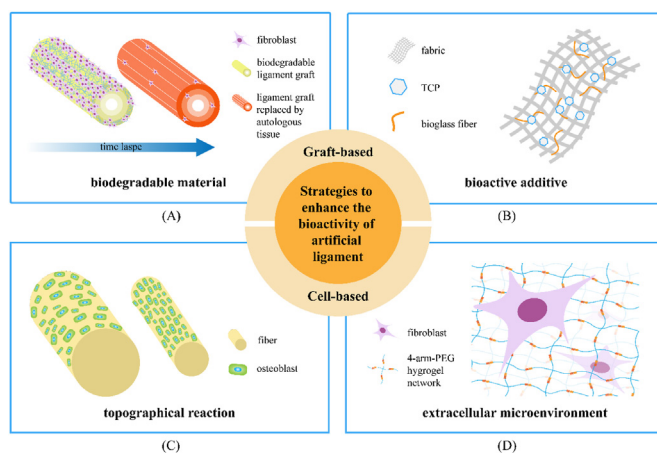 fibroblast
biodegradable
ligament graft
ligament graft
replaced by
autologous
tissue
time laspe
biodegradable material
(A)
fabric
TCP
bioglass fiber
bioactive additive
(B)
Graft-based
Strategies to
enhance the
bioactivity of
artificial
ligament
Cell-based
fiber
osteoblast
topographical reaction
(C)
fibroblast
4-arm-PEG
hygrogel
network
extracellular microenvironment
(D)